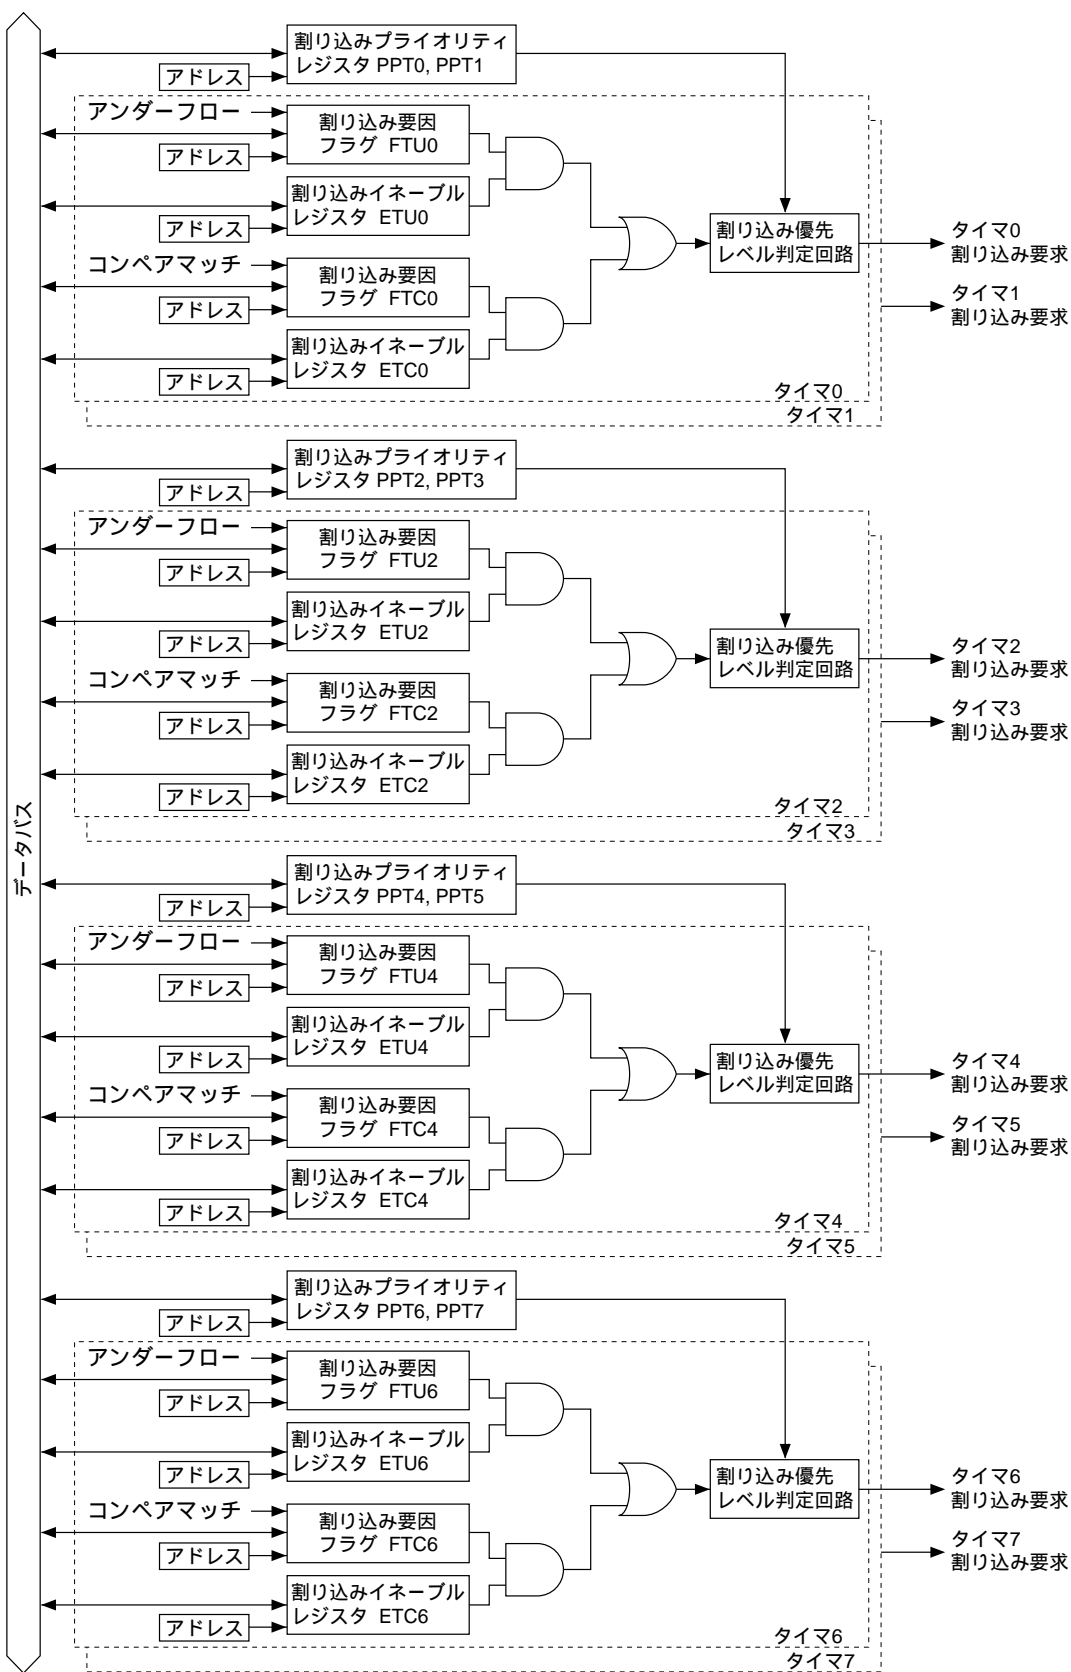 データバス
割り込みプライオリティ
レジスタ PPT0, PPT1
アドレス
アンダーフロー
割り込み要因
フラグ FTU0
アドレス
割り込みイネーブル
レジスタ ETU0
アドレス
コンペアマッチ
割り込み要因
フラグ FTC0
アドレス
割り込みイネーブル
レジスタ ETC0
アドレス
割り込み優先
レベル判定回路
タイマ0
割り込み要求
タイマ1
割り込み要求
タイマ0
タイマ1
割り込みプライオリティ
レジスタ PPT2, PPT3
アドレス
アンダーフロー
割り込み要因
フラグ FTU2
アドレス
割り込みイネーブル
レジスタ ETU2
アドレス
コンペアマッチ
割り込み要因
フラグ FTC2
アドレス
割り込みイネーブル
レジスタ ETC2
アドレス
割り込み優先
レベル判定回路
タイマ2
割り込み要求
タイマ3
割り込み要求
タイマ2
タイマ3
割り込みプライオリティ
レジスタ PPT4, PPT5
アドレス
アンダーフロー
割り込み要因
フラグ FTU4
アドレス
割り込みイネーブル
レジスタ ETU4
アドレス
コンペアマッチ
割り込み要因
フラグ FTC4
アドレス
割り込みイネーブル
レジスタ ETC4
アドレス
割り込み優先
レベル判定回路
タイマ4
割り込み要求
タイマ5
割り込み要求
タイマ4
タイマ5
割り込みプライオリティ
レジスタ PPT6, PPT7
アドレス
アンダーフロー
割り込み要因
フラグ FTU6
アドレス
割り込みイネーブル
レジスタ ETU6
アドレス
コンペアマッチ
割り込み要因
フラグ FTC6
アドレス
割り込みイネーブル
レジスタ ETC6
アドレス
割り込み優先
レベル判定回路
タイマ6
割り込み要求
タイマ7
割り込み要求
タイマ6
タイマ7